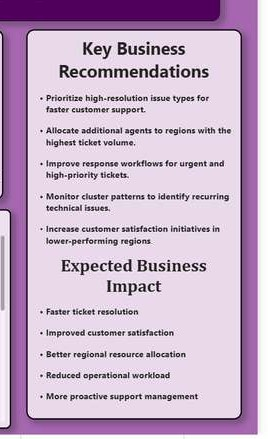 Key Business
Recommendations
• Prioritize high-resolution issue types for
faster customer support.
• Allocate additional agents to regions with the
highest ticket volume.
• Improve response workflows for urgent and
high-priority tickets.
• Monitor cluster patterns to identify recurring
technical issues.
• Increase customer satisfaction initiatives in
lower-performing regions
Expected Business
Impact
• Faster ticket resolution
• Improved customer satisfaction
• Better regional resource allocation
• Reduced operational workload
• More proactive support management